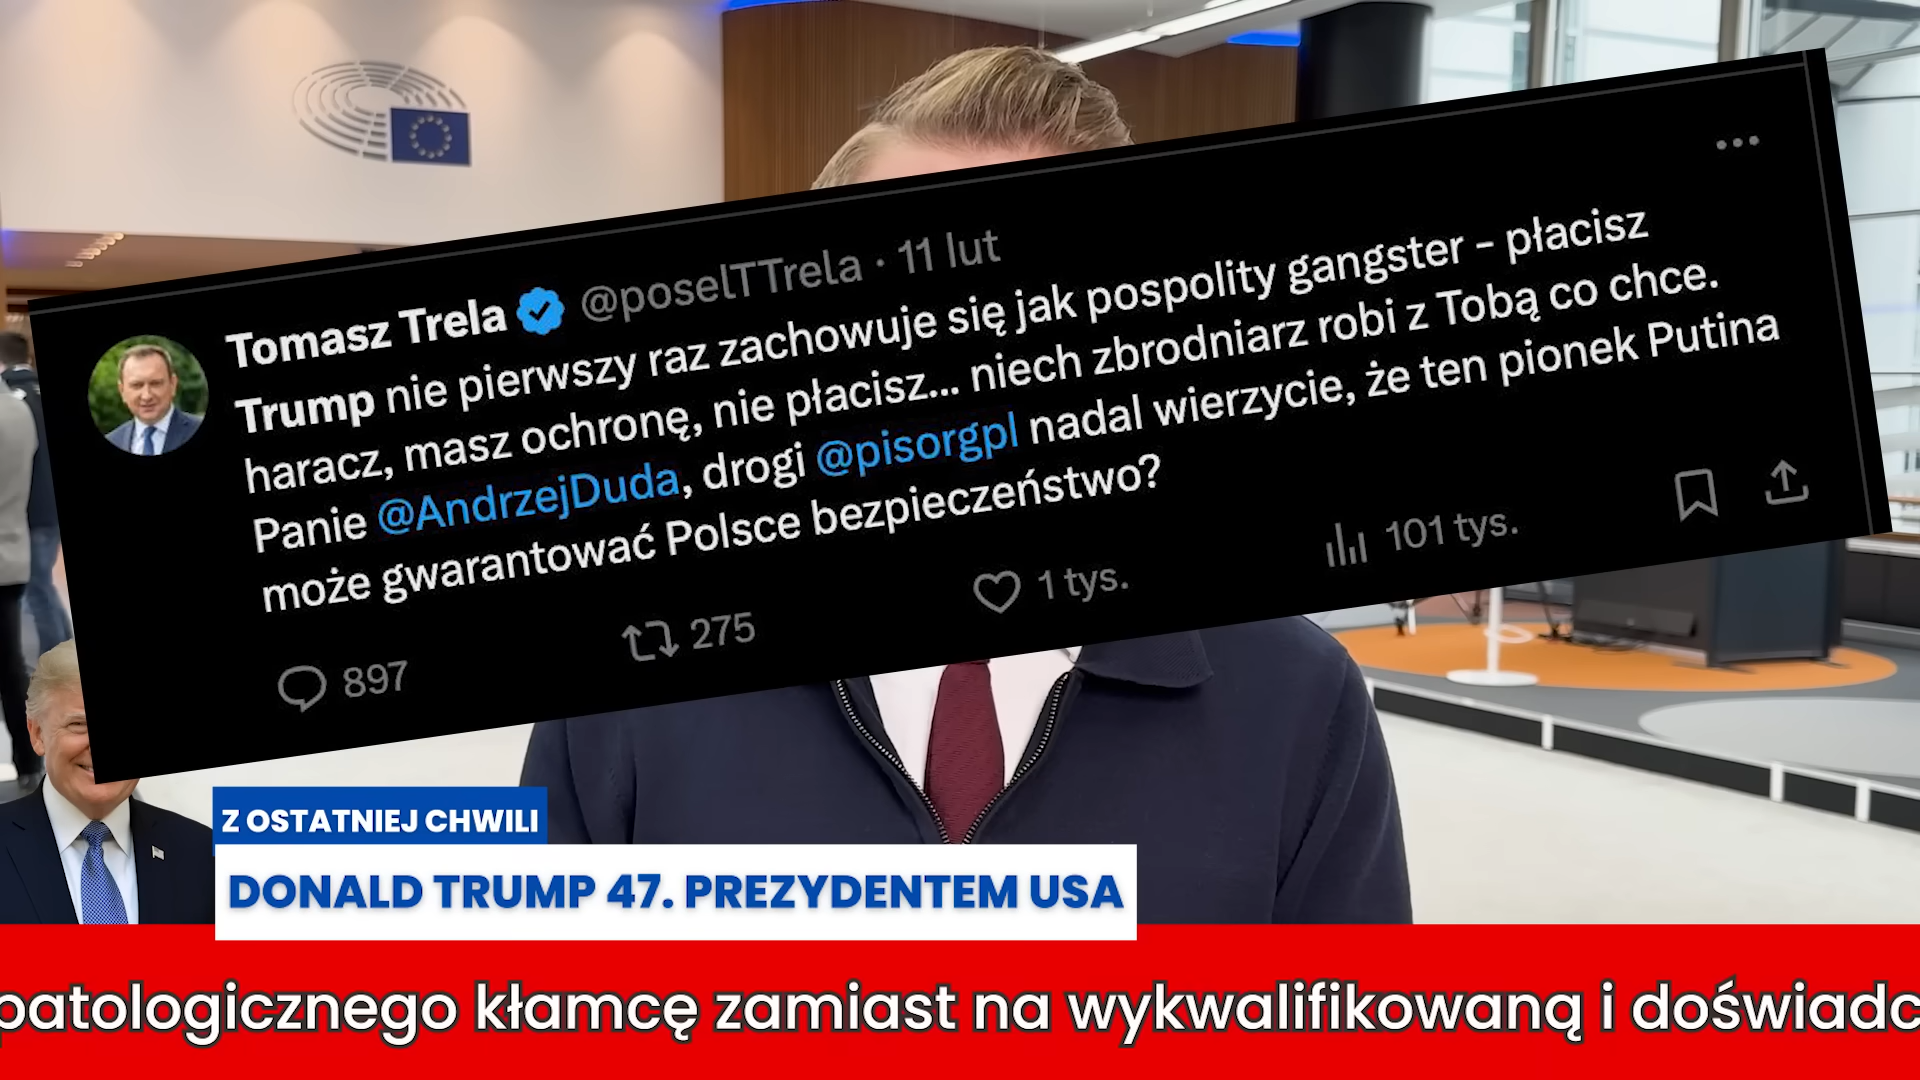 Tomasz Trela @poselTTrela · 11 lut
Trump nie pierwszy raz zachowuje się jak pospolity gangster – płacisz
haracz, masz ochronę, nie płacisz... niech zbrodniarz robi z Tobą co chce.
Panie @AndrzejDuda, drogi @pisorgpl nadal wierzycie, że ten pionek Putina
może gwarantować Polsce bezpieczeństwo?
897 275 1 tys. 101 tys.
Z OSTATNIEJ CHWILI
DONALD TRUMP 47. PREZYDENTEM USA
patologicznego kłamcę zamiast na wykwalifikowaną i doświadc